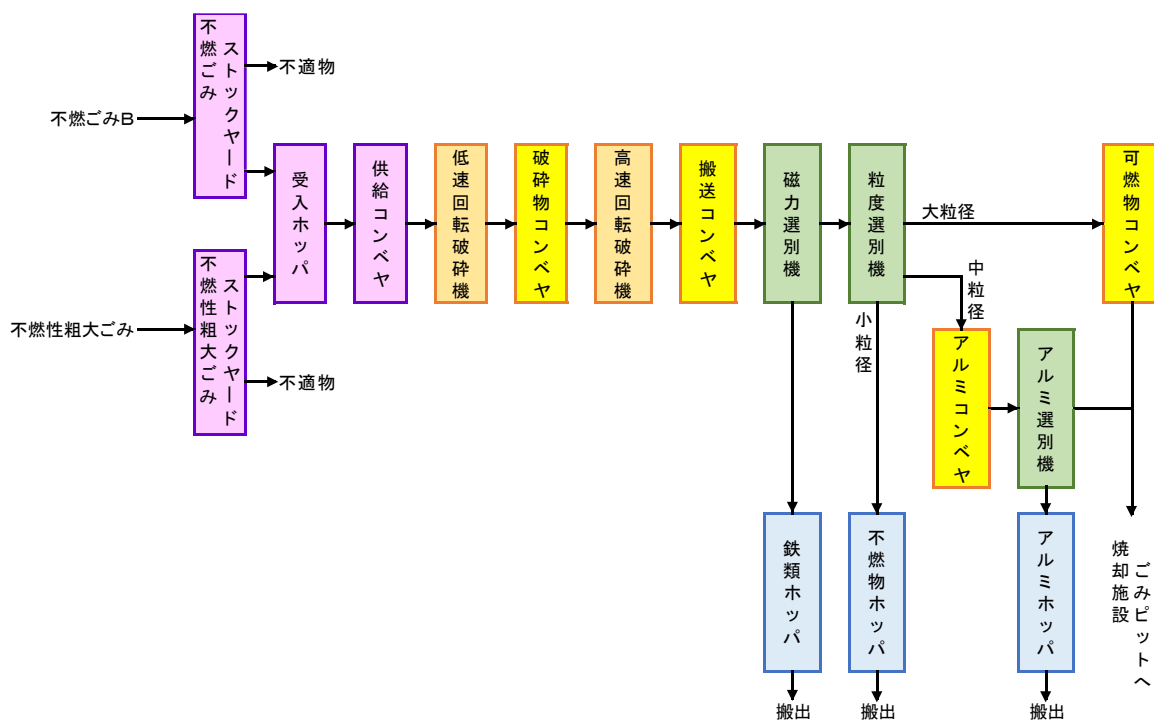 不燃ごみB
不燃ごみ
ストックヤード
不適物
不燃性粗大ごみ
不燃性粗大ごみ
ストックヤード
不適物
受入ホッパ
供給コンベヤ
低速回転破砕機
破砕物コンベヤ
高速回転破砕機
搬送コンベヤ
磁力選別機
粒度選別機
大粒径
中粒径
小粒径
可燃物コンベヤ
アルミコンベヤ
アルミ選別機
鉄類ホッパ
不燃物ホッパ
アルミホッパ
焼却施設
ごみピットへ
搬出
搬出
搬出